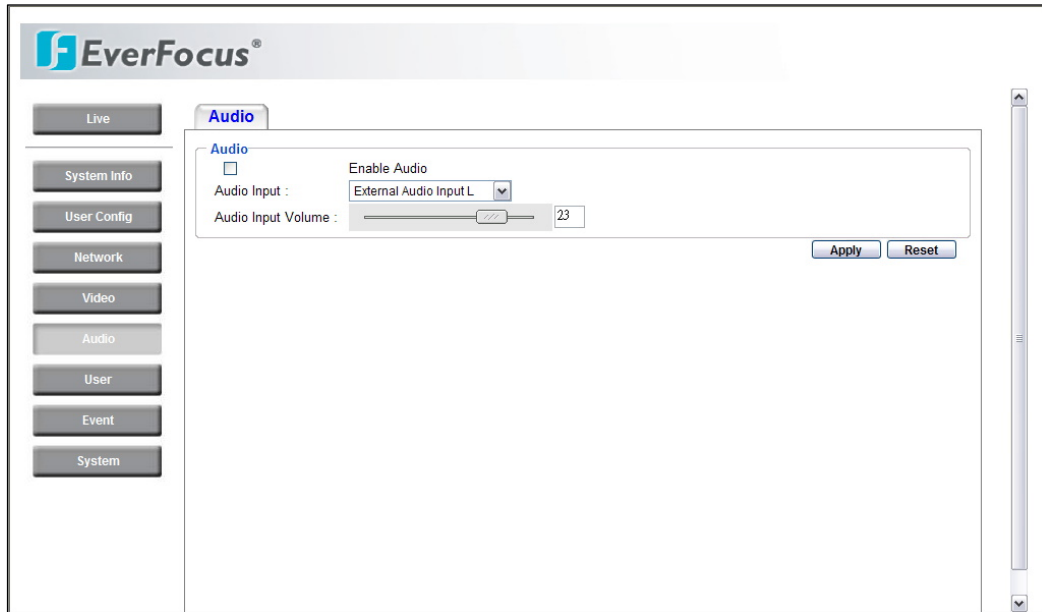 EverFocus®
Live
System Info
User Config
Network
Video
Audio
User
Event
System
Audio
Audio
Enable Audio
Audio Input : External Audio Input L
Audio Input Volume : 23
Apply Reset